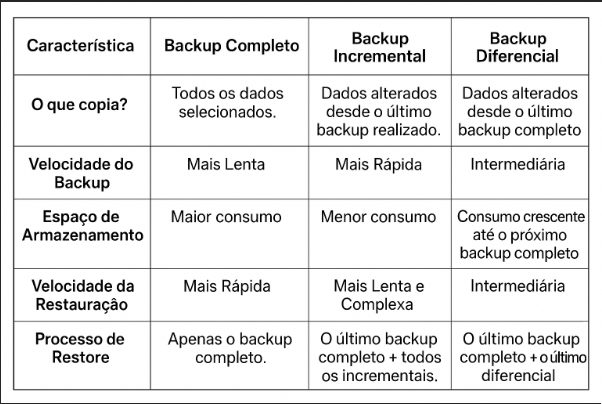 Característica
Backup Completo
Backup
Incremental
Backup
Diferencial
O que copia?
Todos os dados
selecionados.
Dados alterados
desde o último
backup realizado.
Dados alterados
desde o último
backup completo
Velocidade do
Backup
Mais Lenta
Mais Rápida
Intermediária
Espaço de
Armazenamento
Maior consumo
Menor consumo
Consumo crescente
até o próximo
backup completo
Velocidade da
Restauração
Mais Rápida
Mais Lenta e
Complexa
Intermediária
Processo de
Restore
Apenas o backup
completo.
O último backup
completo + todos
os incrementais.
O último backup
completo + o último
diferencial